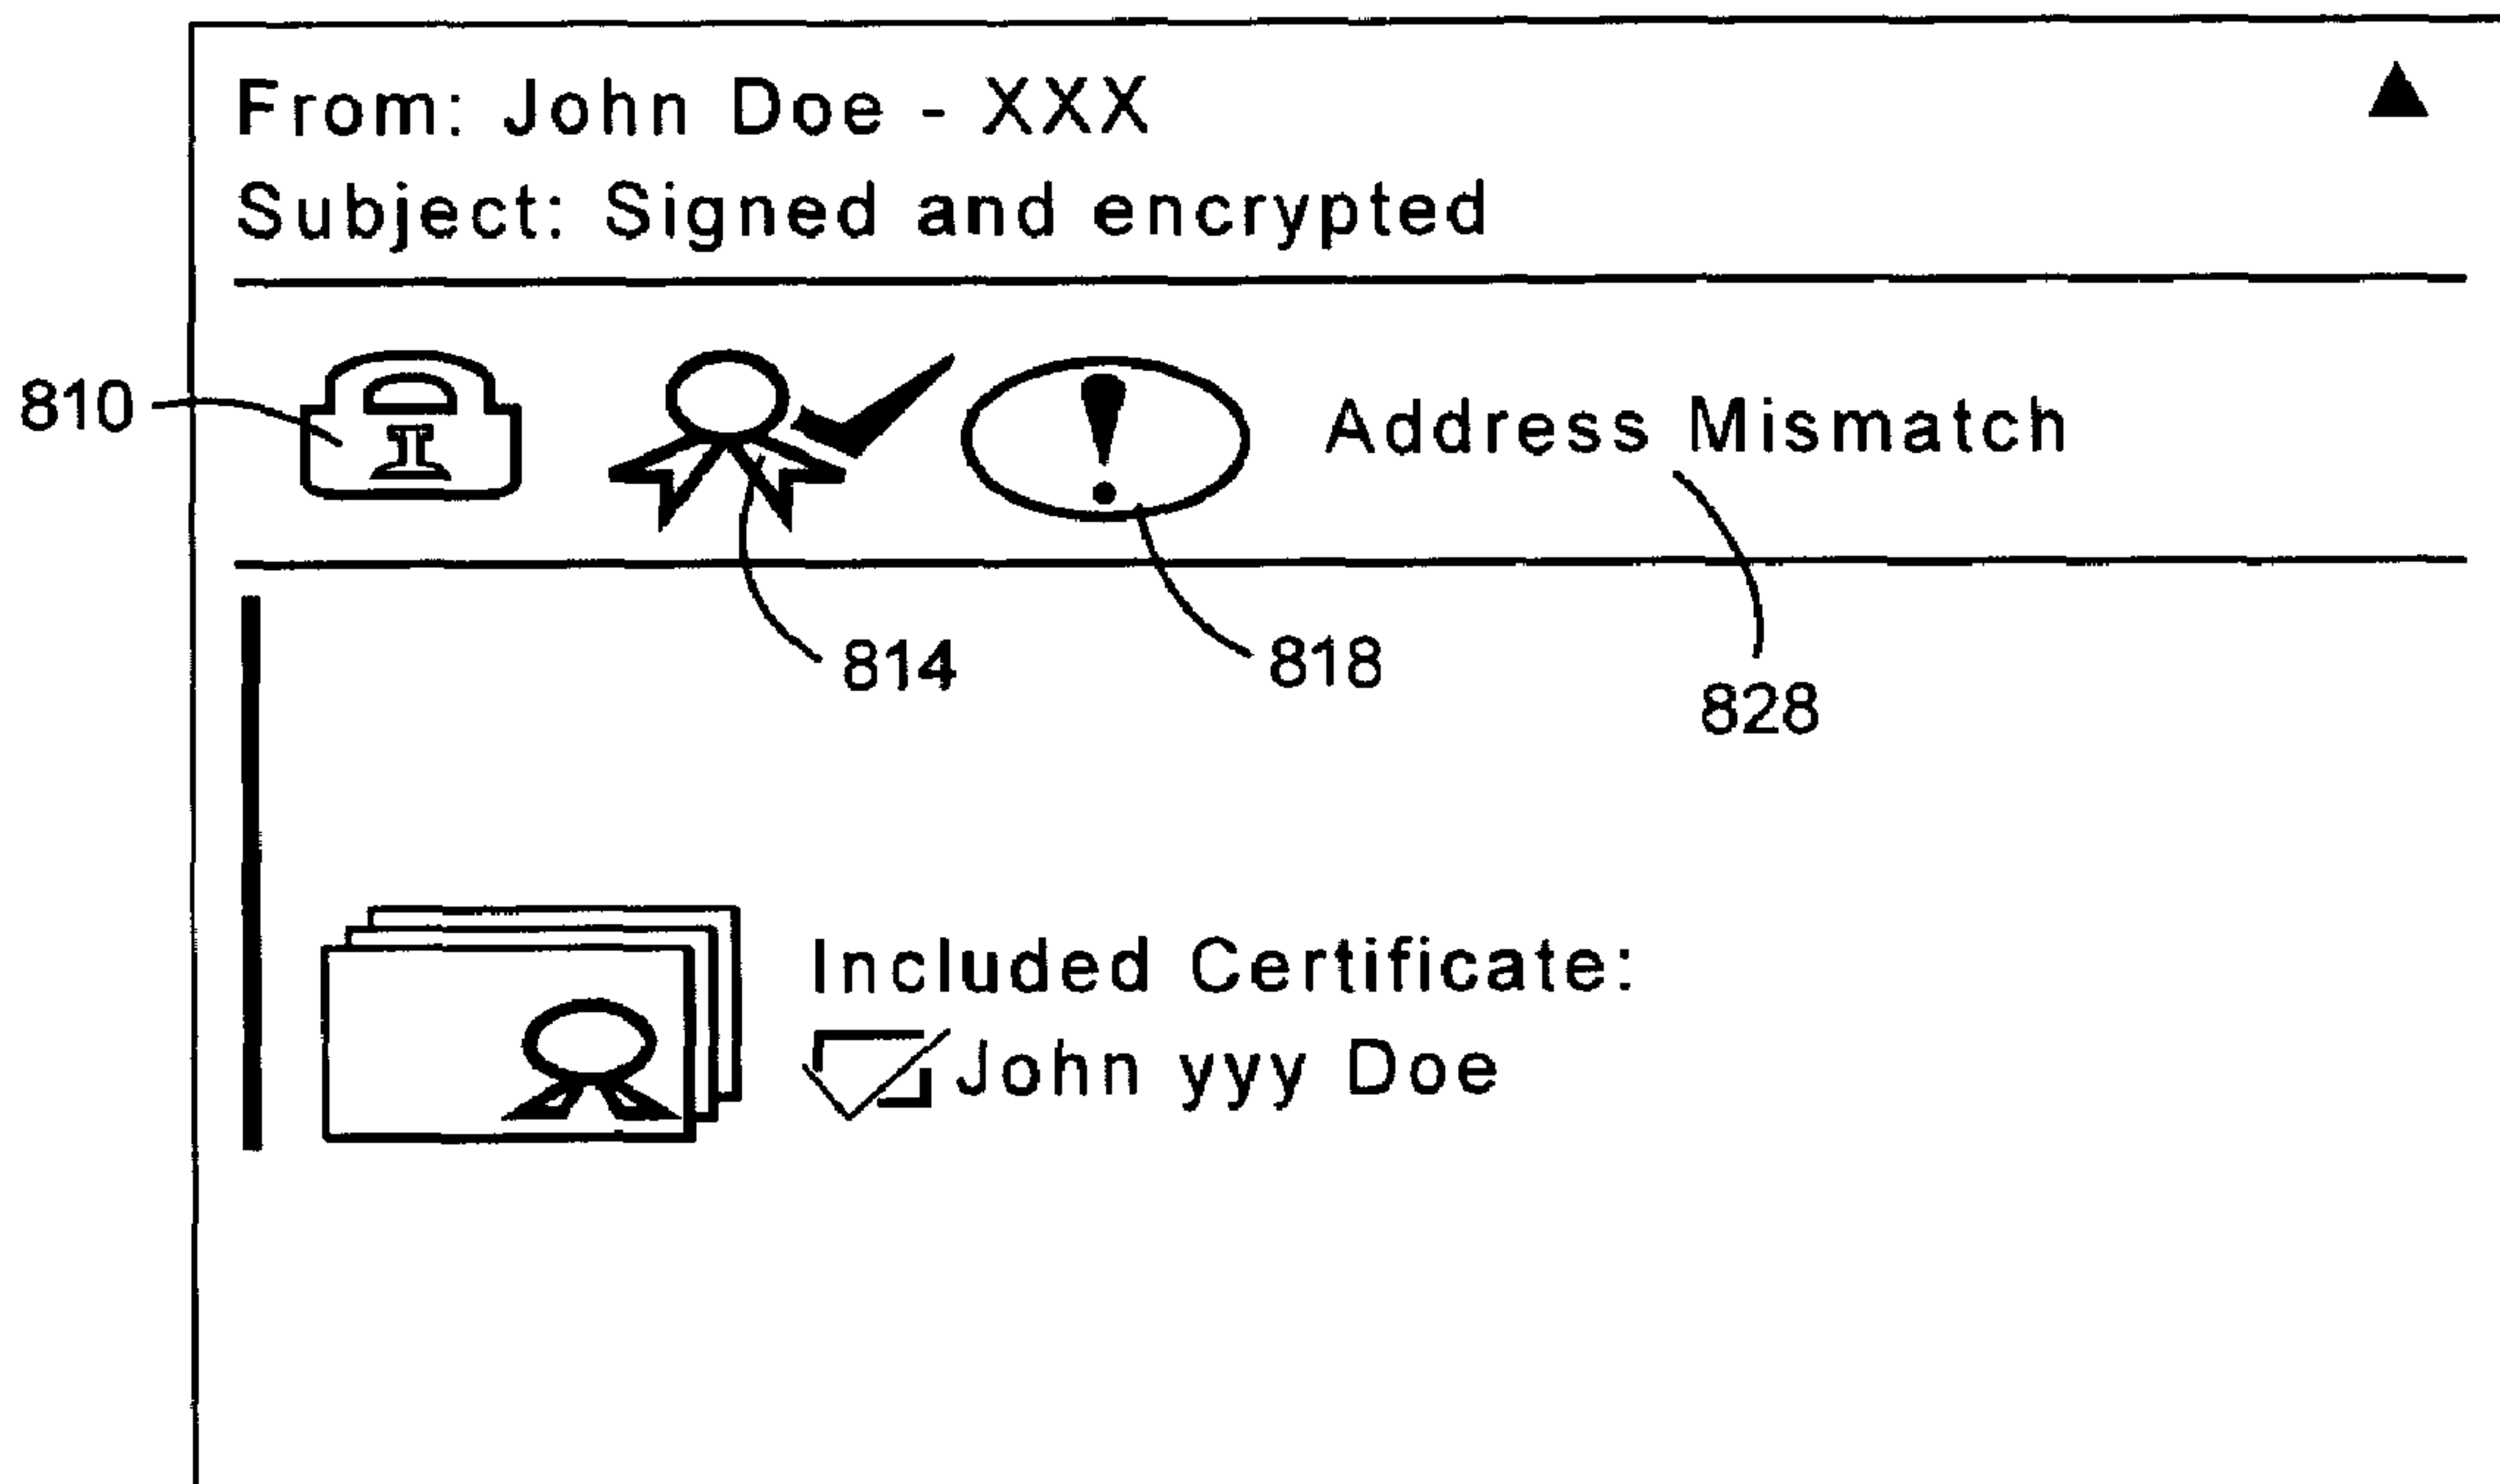 From: John Doe - XXX
Subject: Signed and encrypted
810
Address Mismatch
814
818
828
Included Certificate:
John yyy Doe